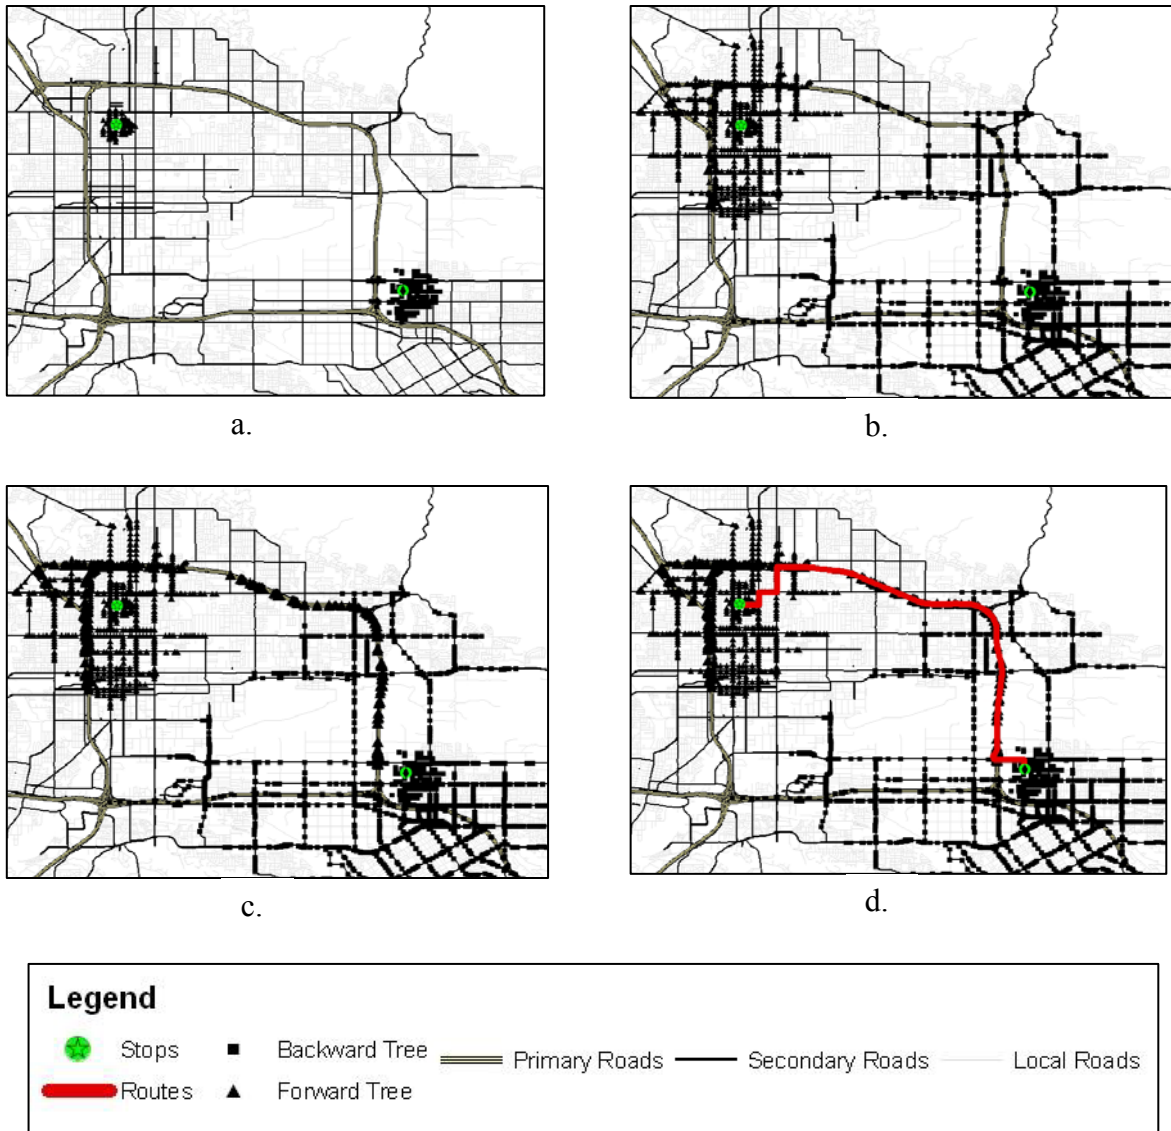 a.
b.
c.
d.
Legend
Stops
Backward Tree
Primary Roads
Secondary Roads
Local Roads
Routes
Forward Tree